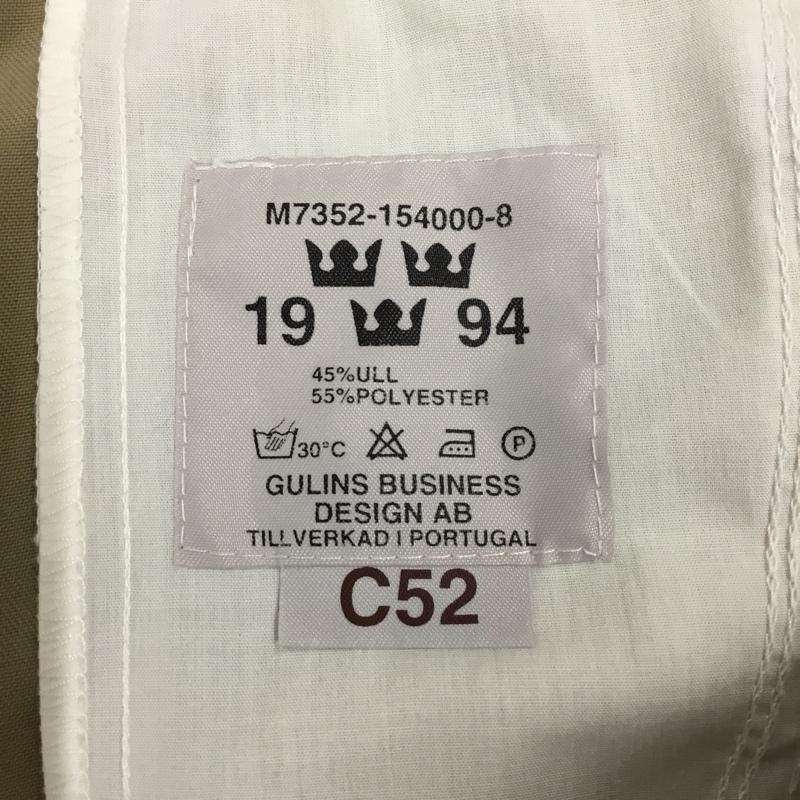 M7352-154000-8
19 94
45%ULL
55%POLYESTER
30°C P
GULINS BUSINESS
DESIGN AB
TILLVERKAD I PORTUGAL
C52